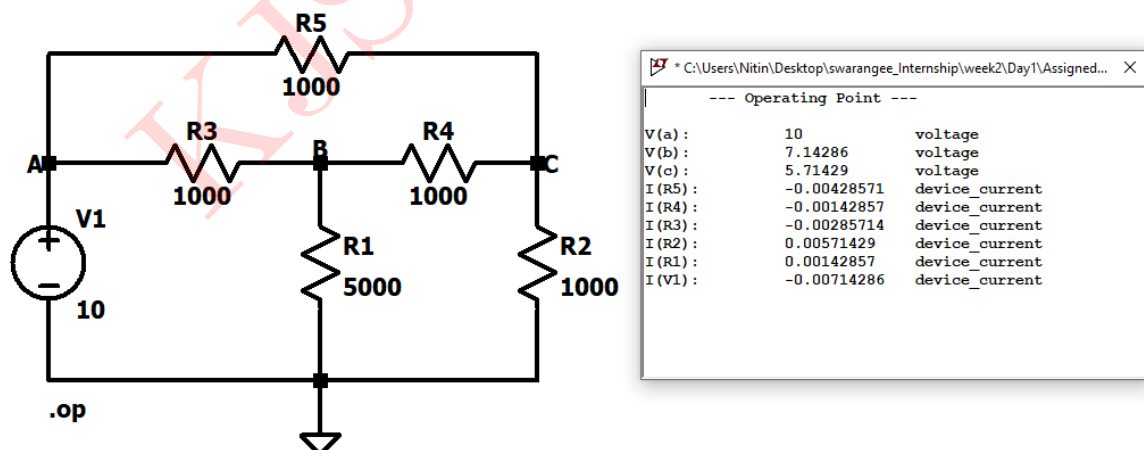 R5
1000
R3
R4
A
B
C
1000
1000
V1
R1
R2
5000
1000
10
.op
* C:\Users\Nitin\Desktop\swarangee_Internship\week2\Day1\Assigned...
--- Operating Point ---
V(a): 10 voltage
V(b): 7.14286 voltage
V(c): 5.71429 voltage
I(R5): -0.00428571 device_current
I(R4): -0.00142857 device_current
I(R3): -0.00285714 device_current
I(R2): 0.00571429 device_current
I(R1): 0.00142857 device_current
I(V1): -0.00714286 device_current